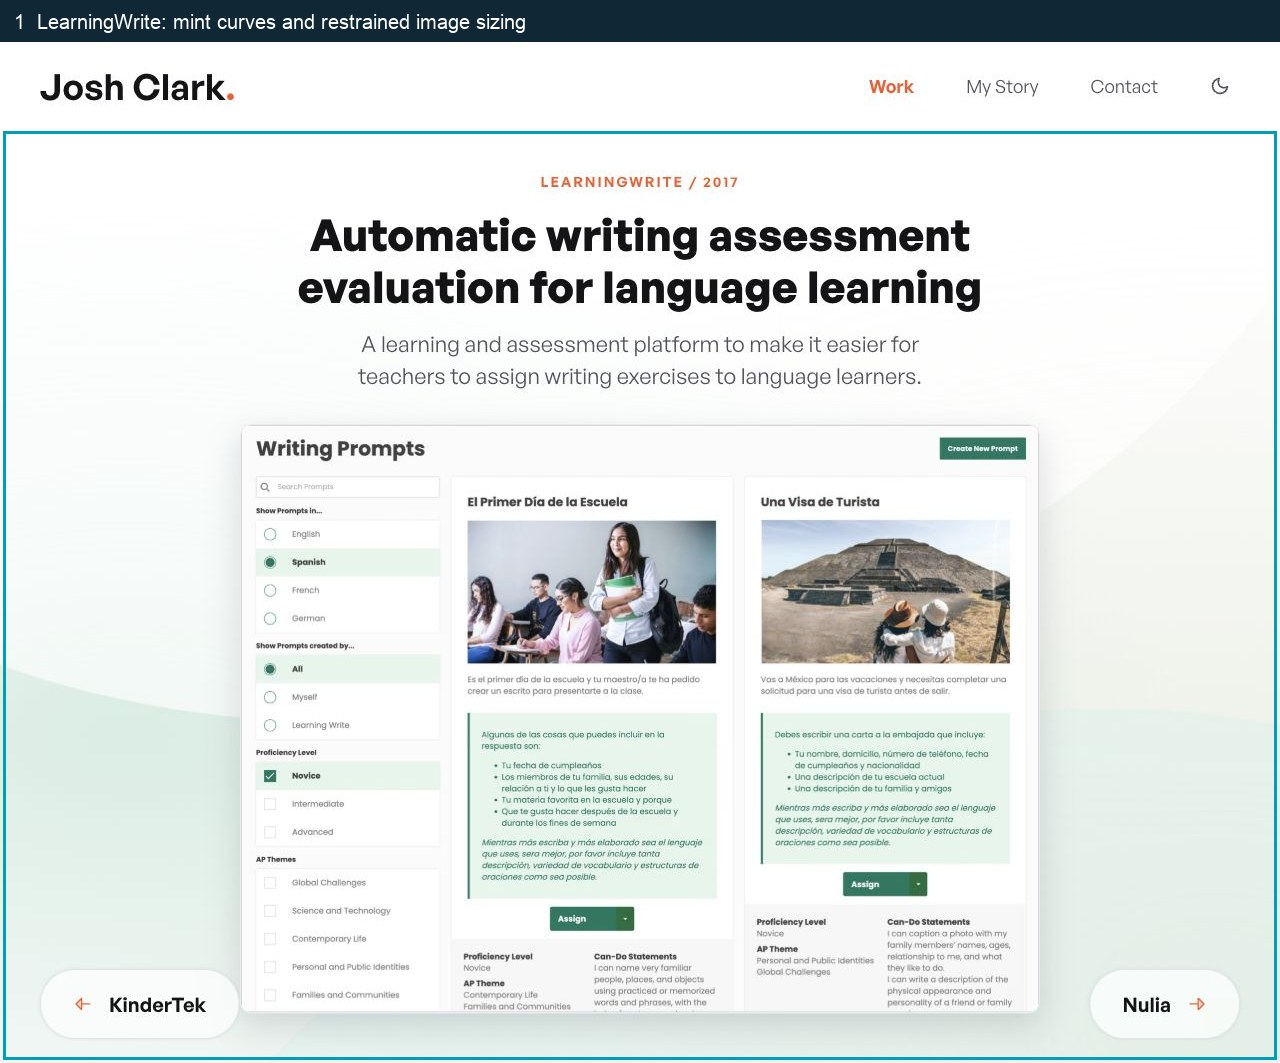 1 LearningWrite: mint curves and restrained image sizing
Josh Clark.
Work
My Story
Contact
LEARNINGWRITE / 2017
Automatic writing assessment
evaluation for language learning
A learning and assessment platform to make it easier for
teachers to assign writing exercises to language learners.
Writing Prompts
Create New Prompt
Search Prompts
Show Prompts in...
English
Spanish
French
German
Show Prompts created by...
All
Myself
Learning Write
Proficiency Level
Novice
Intermediate
Advanced
AP Themes
Global Challenges
Science and Technology
Contemporary Life
Personal and Public Identities
Families and Communities
El Primer Día de la Escuela
Es el primer día de la escuela y tu maestro/a te ha pedido
crear un escrito para presentarte a la clase.
Algunas de las cosas que puedes incluir en la
respuesta son:
• Tu fecha de cumpleaños
• Los miembros de tu familia, sus edades, su
relación a ti y lo que les gusta hacer
• Tu materia favorita en la escuela y porque
• Que te gusta hacer después de la escuela y
durante los fines de semana
Mientras más escriba y más elaborado sea el lenguaje
que uses, sera mejor, por favor incluye tanta
descripción, variedad de vocabulario y estructuras de
oraciones como sea posible.
Assign
Proficiency Level
Novice
AP Theme
Contemporary Life
Families and Communities
Can-Do Statements
I can name very familiar
people, places, and objects
using practiced or memorized
words and phrases, with the
Una Visa de Turista
Vas a México para las vacaciones y necesitas completar una
solicitud para una visa de turista antes de salir.
Debes escribir una carta a la embajada que incluye:
• Tu nombre, domicilio, número de teléfono, fecha
de cumpleaños y nacionalidad
• Una descripción de tu escuela actual
• Una descripción de tu familia y amigos
Mientras más escriba y más elaborado sea el lenguaje
que uses, sera mejor, por favor incluye tanta
descripción, variedad de vocabulario y estructuras de
oraciones como sea posible.
Assign
Proficiency Level
Novice
AP Theme
Personal and Public Identities
Global Challenges
Can-Do Statements
I can caption a photo with my
family members' names, ages,
relationship to me, and what
they like to do.
I can write a description of the
physical appearance and
personality of a friend or family
KinderTek
Nulia